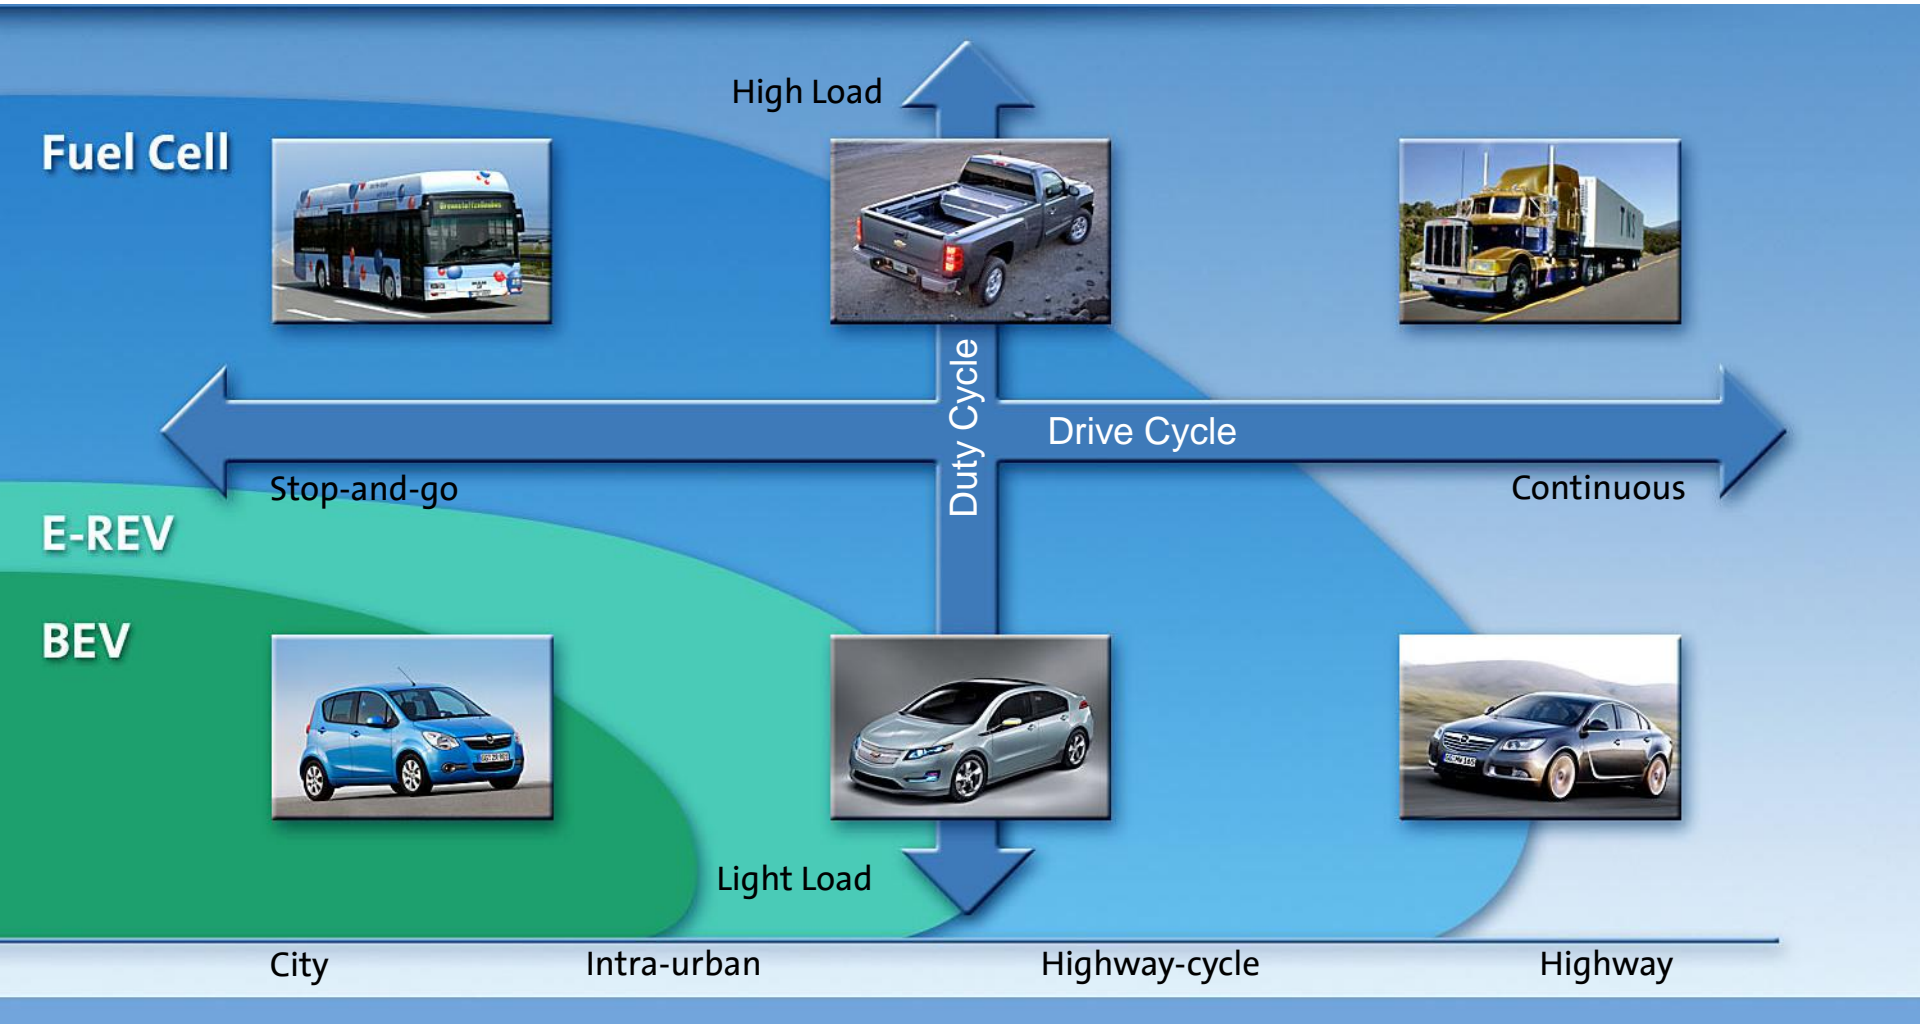 High Load
Fuel Cell
TNS
Duty Cycle
Drive Cycle
Stop-and-go
Continuous
E-REV
BEV
Light Load
City
Intra-urban
Highway-cycle
Highway